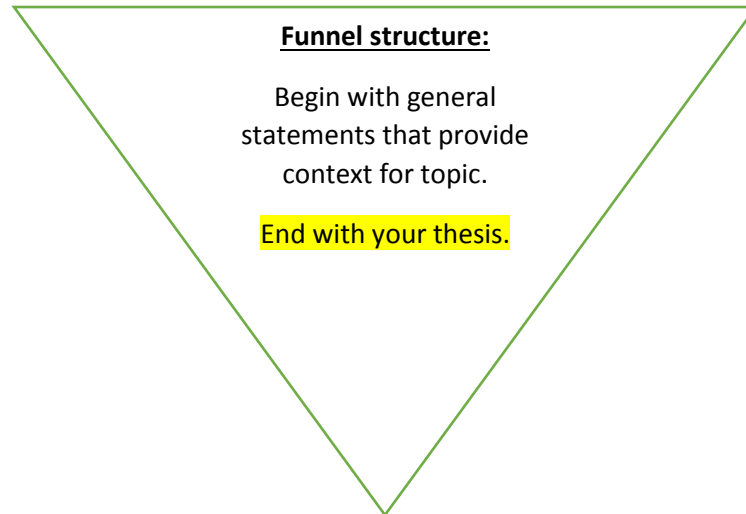 Funnel structure:
Begin with general
statements that provide
context for topic.
End with your thesis.